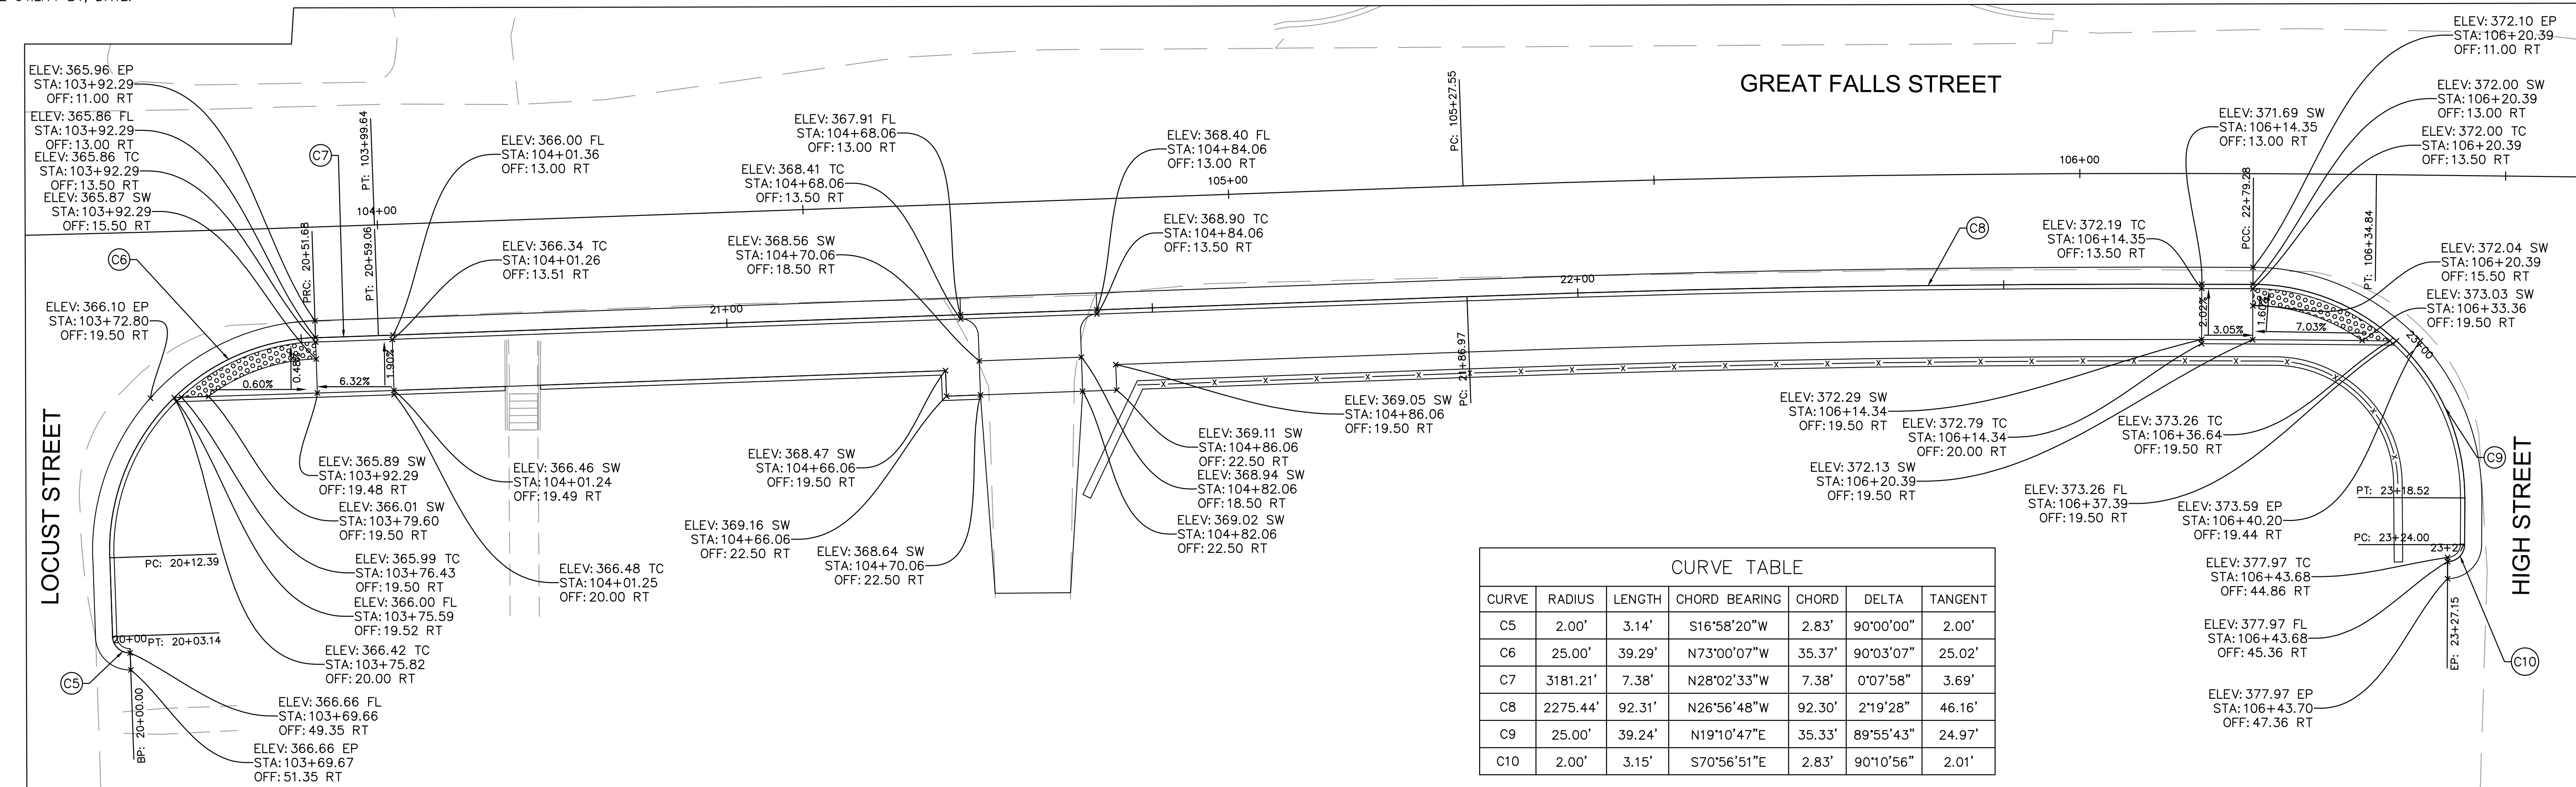 GREAT FALLS STREET
LOCUST STREET
HIGH STREET
ELEV: 365.96 EP
STA: 103+92.29
OFF: 11.00 RT
ELEV: 365.86 FL
STA: 103+92.29
OFF: 13.00 RT
ELEV: 365.86 TC
STA: 103+92.29
OFF: 13.50 RT
ELEV: 365.87 SW
STA: 103+92.29
OFF: 15.50 RT
C6
ELEV: 366.10 EP
STA: 103+72.80
OFF: 19.50 RT
C7
PRC: 20+51.68
PT: 103+99.64
PT: 20+59.06
104+00
ELEV: 366.00 FL
STA: 104+01.36
OFF: 13.00 RT
ELEV: 366.34 TC
STA: 104+01.26
OFF: 13.51 RT
ELEV: 367.91 FL
STA: 104+68.06
OFF: 13.00 RT
ELEV: 368.41 TC
STA: 104+68.06
OFF: 13.50 RT
ELEV: 368.56 SW
STA: 104+70.06
OFF: 18.50 RT
ELEV: 368.40 FL
STA: 104+84.06
OFF: 13.00 RT
105+00
ELEV: 368.90 TC
STA: 104+84.06
OFF: 13.50 RT
PC: 105+27.55
106+00
ELEV: 372.10 EP
STA: 106+20.39
OFF: 11.00 RT
ELEV: 372.00 SW
STA: 106+20.39
OFF: 13.00 RT
ELEV: 371.69 SW
STA: 106+14.35
OFF: 13.00 RT
ELEV: 372.00 TC
STA: 106+20.39
OFF: 13.50 RT
ELEV: 372.19 TC
STA: 106+14.35
OFF: 13.50 RT
C8
PCC: 22+79.28
PT: 106+34.84
ELEV: 372.04 SW
STA: 106+20.39
OFF: 15.50 RT
ELEV: 373.03 SW
STA: 106+33.36
OFF: 19.50 RT
21+00
22+00
23+00
0.48%
0.60%
6.32%
1.90%
2.02%
3.05%
1.60%
7.03%
PC: 21+86.97
ELEV: 365.89 SW
STA: 103+92.29
OFF: 19.48 RT
ELEV: 366.01 SW
STA: 103+79.60
OFF: 19.50 RT
ELEV: 365.99 TC
STA: 103+76.43
OFF: 19.50 RT
ELEV: 366.00 FL
STA: 103+75.59
OFF: 19.52 RT
ELEV: 366.42 TC
STA: 103+75.82
OFF: 20.00 RT
ELEV: 366.46 SW
STA: 104+01.24
OFF: 19.49 RT
ELEV: 366.48 TC
STA: 104+01.25
OFF: 20.00 RT
ELEV: 368.47 SW
STA: 104+66.06
OFF: 19.50 RT
ELEV: 369.16 SW
STA: 104+66.06
OFF: 22.50 RT
ELEV: 368.64 SW
STA: 104+70.06
OFF: 22.50 RT
ELEV: 369.05 SW
STA: 104+86.06
OFF: 19.50 RT
ELEV: 369.11 SW
STA: 104+86.06
OFF: 22.50 RT
ELEV: 368.94 SW
STA: 104+82.06
OFF: 18.50 RT
ELEV: 369.02 SW
STA: 104+82.06
OFF: 22.50 RT
ELEV: 372.29 SW
STA: 106+14.34
OFF: 19.50 RT
ELEV: 372.79 TC
STA: 106+14.34
OFF: 20.00 RT
ELEV: 372.13 SW
STA: 106+20.39
OFF: 19.50 RT
ELEV: 373.26 TC
STA: 106+36.64
OFF: 19.50 RT
ELEV: 373.26 FL
STA: 106+37.39
OFF: 19.50 RT
ELEV: 373.59 EP
STA: 106+40.20
OFF: 19.44 RT
C9
PT: 23+18.52
PC: 23+24.00
23+27
ELEV: 377.97 TC
STA: 106+43.68
OFF: 44.86 RT
ELEV: 377.97 FL
STA: 106+43.68
OFF: 45.36 RT
ELEV: 377.97 EP
STA: 106+43.70
OFF: 47.36 RT
EP: 23+27.15
C10
PC: 20+12.39
20+00
PT: 20+03.14
C5
BP: 20+00.00
ELEV: 366.66 FL
STA: 103+69.66
OFF: 49.35 RT
ELEV: 366.66 EP
STA: 103+69.67
OFF: 51.35 RT
CURVE TABLE
CURVE RADIUS LENGTH CHORD BEARING CHORD DELTA TANGENT
C5 2.00' 3.14' S16°58'20"W 2.83' 90°00'00" 2.00'
C6 25.00' 39.29' N73°00'07"W 35.37' 90°03'07" 25.02'
C7 3181.21' 7.38' N28°02'33"W 7.38' 0°07'58" 3.69'
C8 2275.44' 92.31' N26°56'48"W 92.30' 2°19'28" 46.16'
C9 25.00' 39.24' N19°10'47"E 35.33' 89°55'43" 24.97'
C10 2.00' 3.15' S70°56'51"E 2.83' 90°10'56" 2.01'